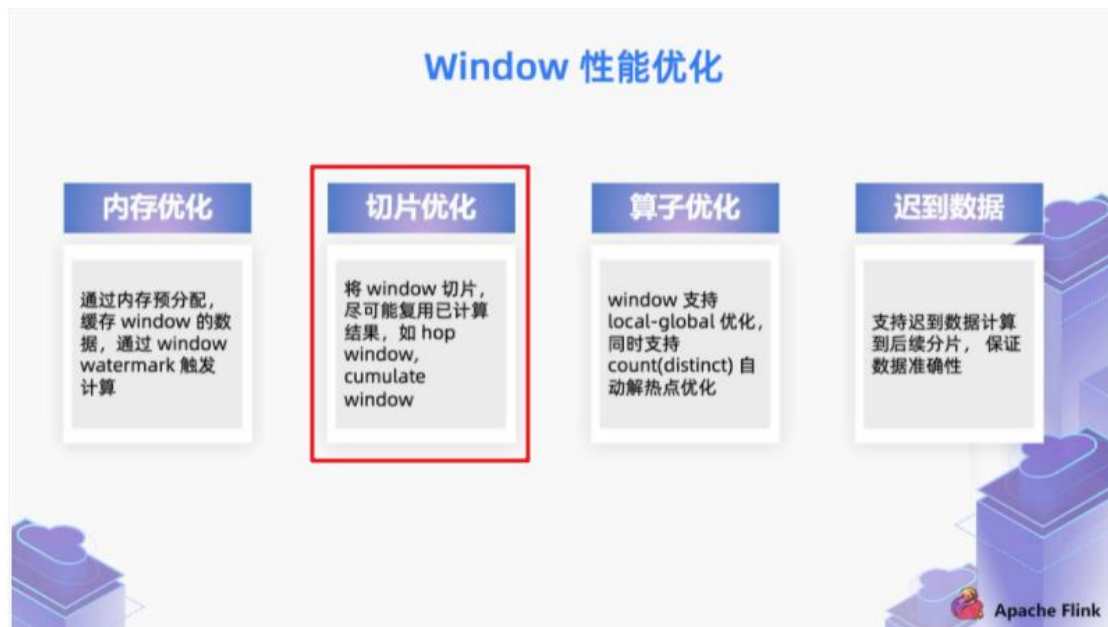 Window 性能优化
内存优化
通过内存预分配，
缓存 window 的数
据，通过 window
watermark 触发
计算
切片优化
将 window 切片，
尽可能复用已计算
结果，如 hop
window,
cumulate
window
算子优化
window 支持
local-global 优化，
同时支持
count(distinct) 自
动解热点优化
迟到数据
支持迟到数据计算
到后续分片， 保证
数据准确性
Apache Flink